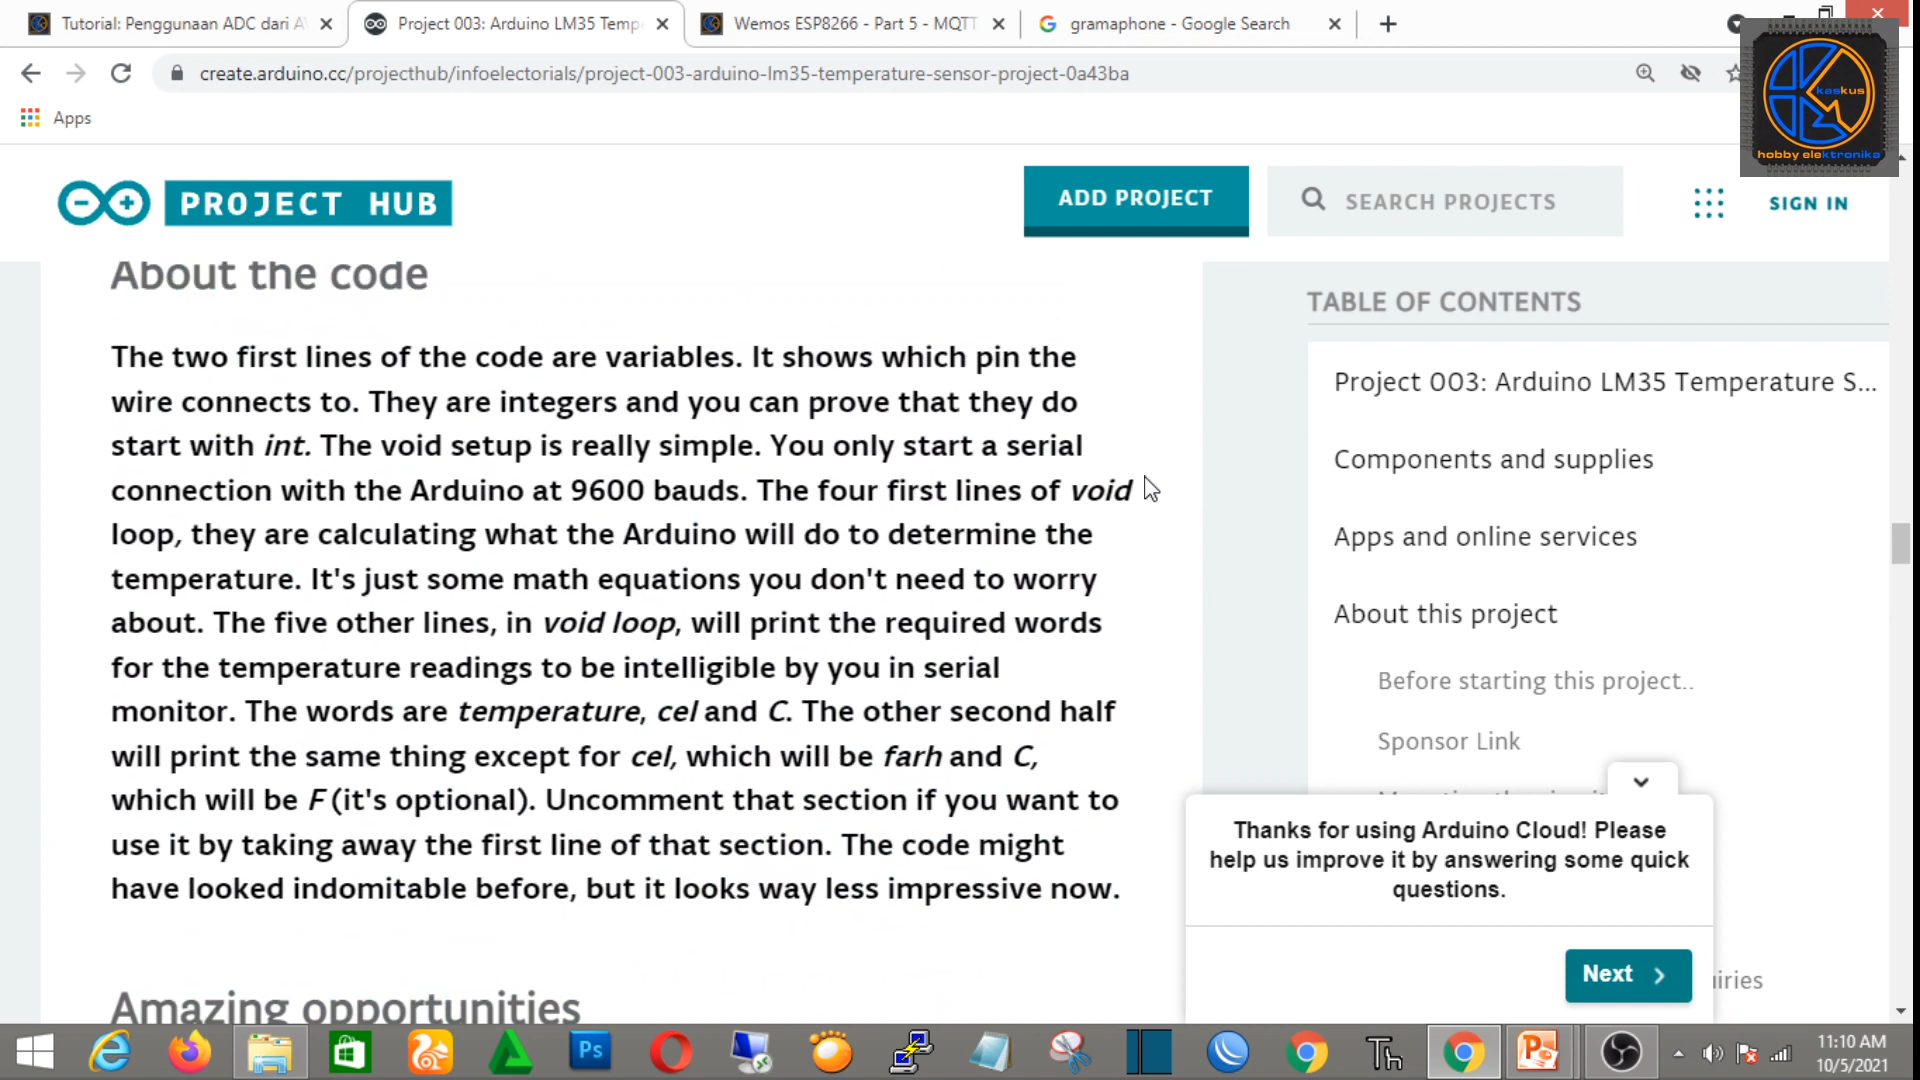 Tutorial: Penggunaan ADC dari A
Project 003: Arduino LM35 Temp
Wemos ESP8266 - Part 5 - MQTT
gramaphone - Google Search
create.arduino.cc/projecthub/infoelectorials/project-003-arduino-lm35-temperature-sensor-project-0a43ba
Apps
kaskus
hobby elektronika
PROJECT HUB
ADD PROJECT
SEARCH PROJECTS
SIGN IN
About the code
The two first lines of the code are variables. It shows which pin the
wire connects to. They are integers and you can prove that they do
start with int. The void setup is really simple. You only start a serial
connection with the Arduino at 9600 bauds. The four first lines of void
loop, they are calculating what the Arduino will do to determine the
temperature. It's just some math equations you don't need to worry
about. The five other lines, in void loop, will print the required words
for the temperature readings to be intelligible by you in serial
monitor. The words are temperature, cel and C. The other second half
will print the same thing except for cel, which will be farh and C,
which will be F (it's optional). Uncomment that section if you want to
use it by taking away the first line of that section. The code might
have looked indomitable before, but it looks way less impressive now.
Amazing opportunities
TABLE OF CONTENTS
Project 003: Arduino LM35 Temperature S...
Components and supplies
Apps and online services
About this project
Before starting this project..
Sponsor Link
Thanks for using Arduino Cloud! Please
help us improve it by answering some quick
questions.
Next
uiries
Ps
Th
P
11:10 AM
10/5/2021